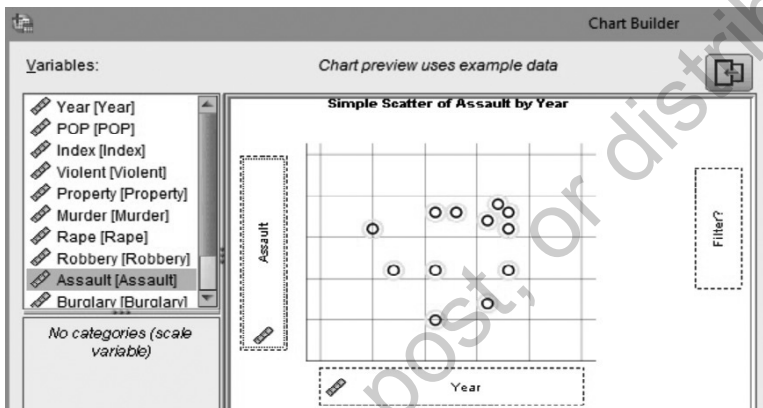 Chart Builder
Variables:
Chart preview uses example data
Year [Year]
POP [POP]
Index [Index]
Violent [Violent]
Property [Property]
Murder [Murder]
Rape [Rape]
Robbery [Robbery]
Assault [Assault]
Burglary [Burglary]
No categories (scale
variable)
Simple Scatter of Assault by Year
Assault
Year
Filter?
post, or distrib